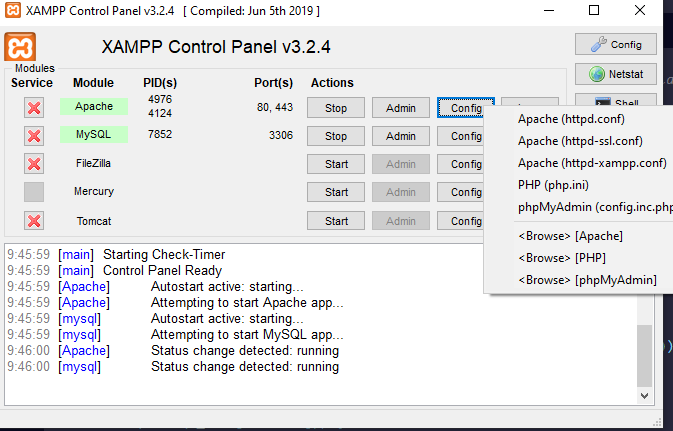 XAMPP Control Panel v3.2.4 [ Compiled: Jun 5th 2019 ]
XAMPP Control Panel v3.2.4
Config
Netstat
Shell
Modules
Service Module PID(s) Port(s) Actions
Apache 4976 4124 80, 443 Stop Admin Config
MySQL 7852 3306 Stop Admin Config
FileZilla Start Admin Config
Mercury Start Admin Config
Tomcat Start Admin Config
Apache (httpd.conf)
Apache (httpd-ssl.conf)
Apache (httpd-xampp.conf)
PHP (php.ini)
phpMyAdmin (config.inc.php
<Browse> [Apache]
<Browse> [PHP]
<Browse> [phpMyAdmin]
9:45:59 [main] Starting Check-Timer
9:45:59 [main] Control Panel Ready
9:45:59 [Apache] Autostart active: starting...
9:45:59 [Apache] Attempting to start Apache app...
9:45:59 [mysql] Autostart active: starting...
9:45:59 [mysql] Attempting to start MySQL app...
9:46:00 [Apache] Status change detected: running
9:46:00 [mysql] Status change detected: running